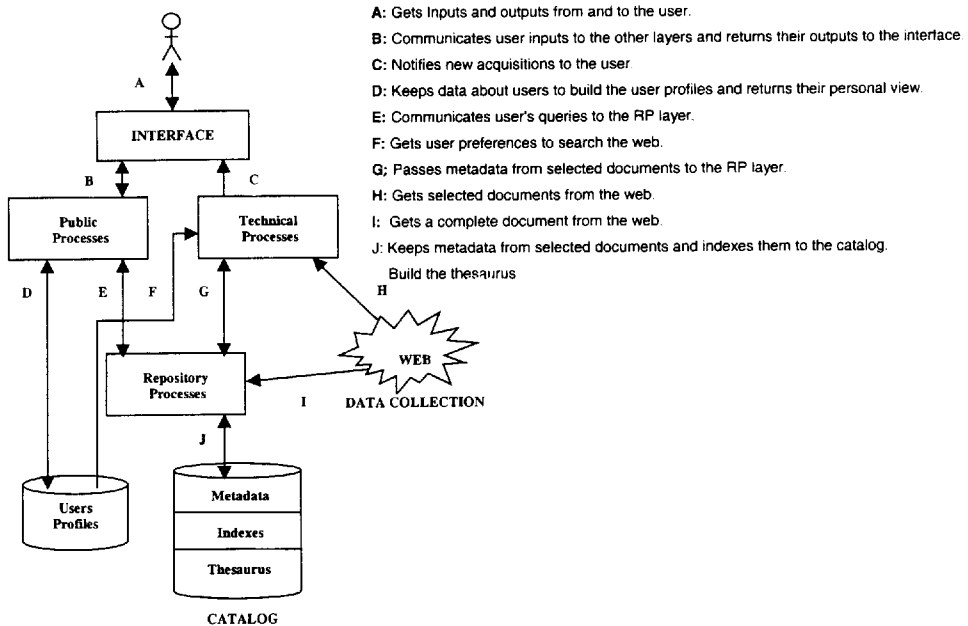 A: Gets Inputs and outputs from and to the user.
B: Communicates user inputs to the other layers and returns their outputs to the interface
C: Notifies new acquisitions to the user
D: Keeps data about users to build the user profiles and returns their personal view.
E: Communicates user's queries to the RP layer.
F: Gets user preferences to search the web.
G; Passes metadata from selected documents to the RP layer.
H: Gets selected documents from the web.
I: Gets a complete document from the web.
J: Keeps metadata from selected documents and indexes them to the catalog.
Build the thesaurus
A
INTERFACE
B
C
Public
Processes
Technical
Processes
D
E
F
G
H
WEB
DATA COLLECTION
Repository
Processes
I
J
Users
Profiles
Metadata
Indexes
Thesaurus
CATALOG